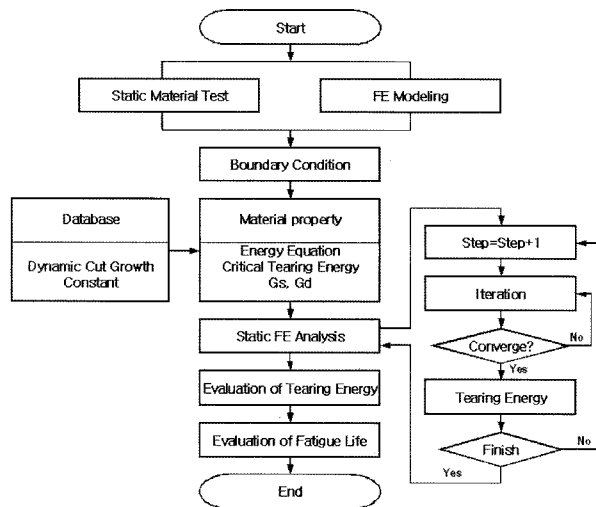 Start
Static Material Test
FE Modeling
Boundary Condition
Database
Dynamic Cut Growth
Constant
Material property
Energy Equation
Critical Tearing Energy
Gs, Gd
Static FE Analysis
Evaluation of Tearing Energy
Evaluation of Fatigue Life
End
Step=Step+1
Iteration
Converge?
No
Yes
Tearing Energy
Finish
No
Yes